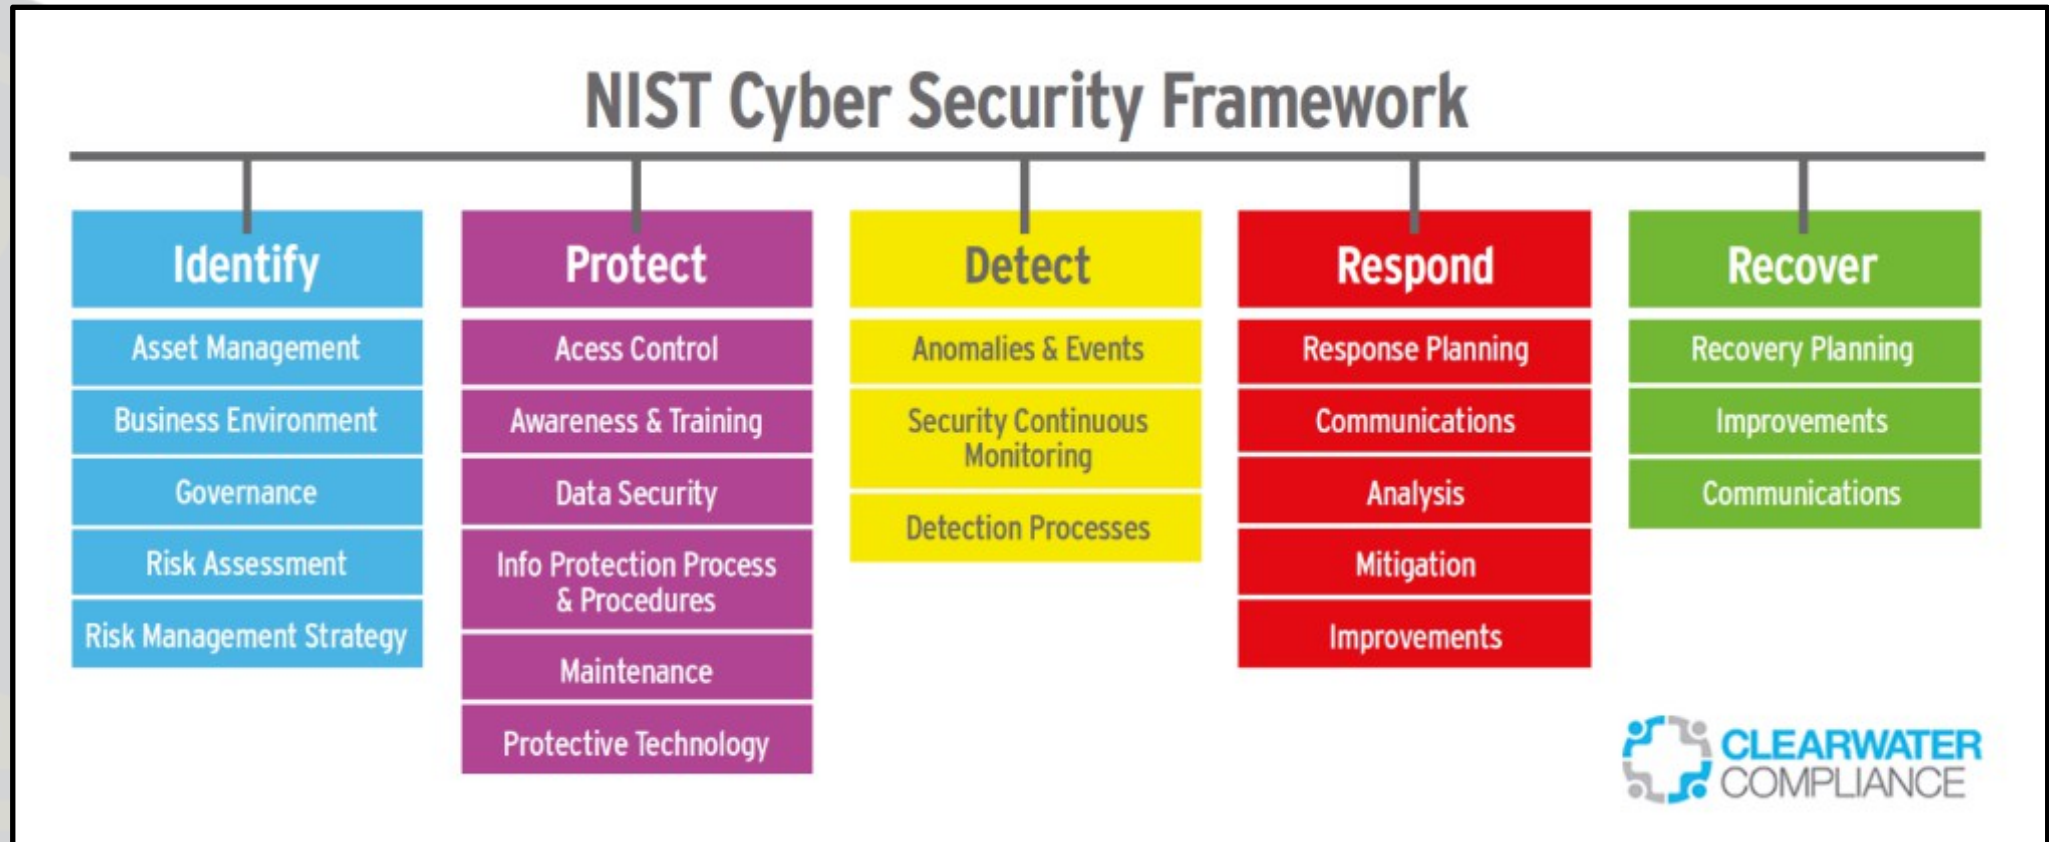 NIST Cyber Security Framework
Identify
Asset Management
Business Environment
Governance
Risk Assessment
Risk Management Strategy
Protect
Acess Control
Awareness & Training
Data Security
Info Protection Process
& Procedures
Maintenance
Protective Technology
Detect
Anomalies & Events
Security Continuous
Monitoring
Detection Processes
Respond
Response Planning
Communications
Analysis
Mitigation
Improvements
Recover
Recovery Planning
Improvements
Communications
CLEARWATER
COMPLIANCE